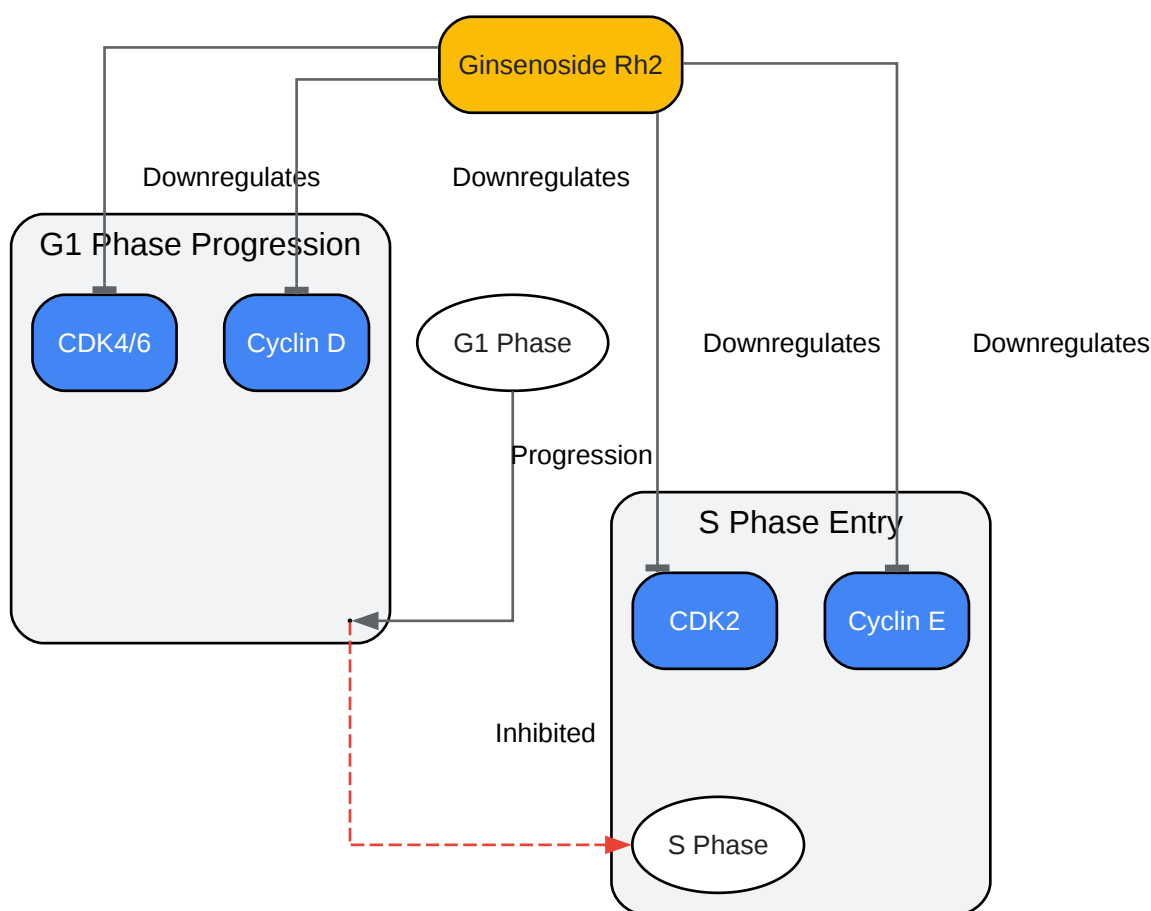 Ginsenoside Rh2
Downregulates
Downregulates
G1 Phase Progression
CDK4/6
Cyclin D
G1 Phase
Downregulates
Downregulates
Progression
S Phase Entry
CDK2
Cyclin E
Inhibited
S Phase